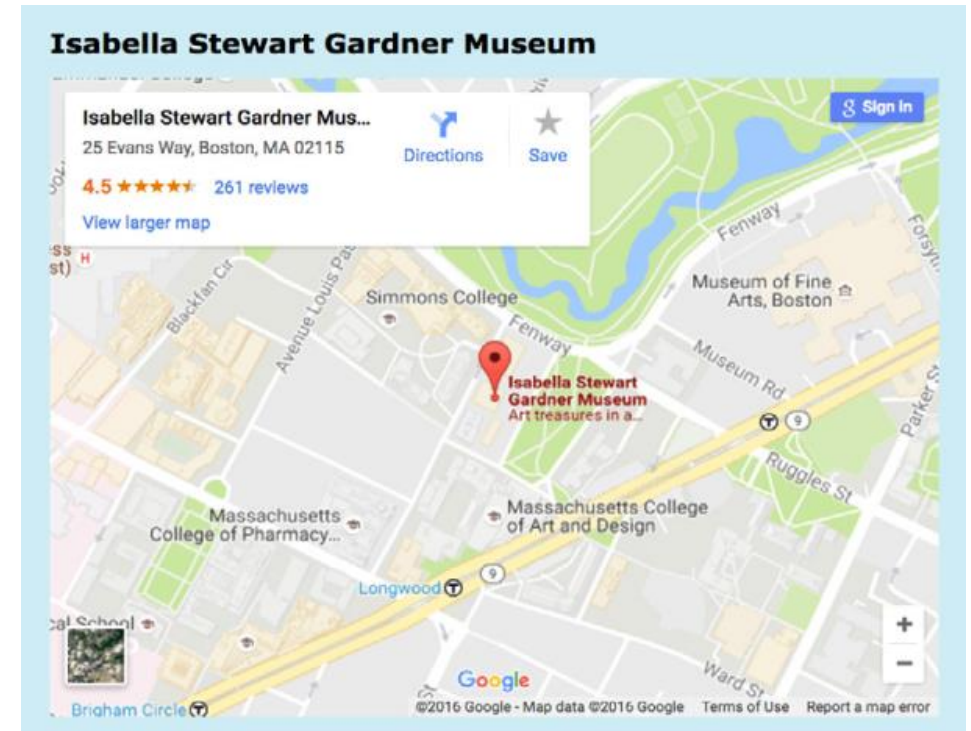 Isabella Stewart Gardner Museum
Isabella Stewart Gardner Mus...
25 Evans Way, Boston, MA 02115
4.5
261 reviews
View larger map
Directions
Save
g Sign in
Fenway
H
st)
Blackfan Cir
Avenue Louis Pas
Simmons College
Museum of Fine
Arts, Boston
Fenway
Isabella Stewart
Gardner Museum
Art treasures in a...
Museum Rd
Parker St
T
9
Ruggles St
Massachusetts
College of Pharmacy...
Massachusetts College
of Art and Design
Longwood T
9
cal School
Ward St
Google
Brigham Circle T
©2016 Google - Map data ©2016 Google
Terms of Use
Report a map error
+
−